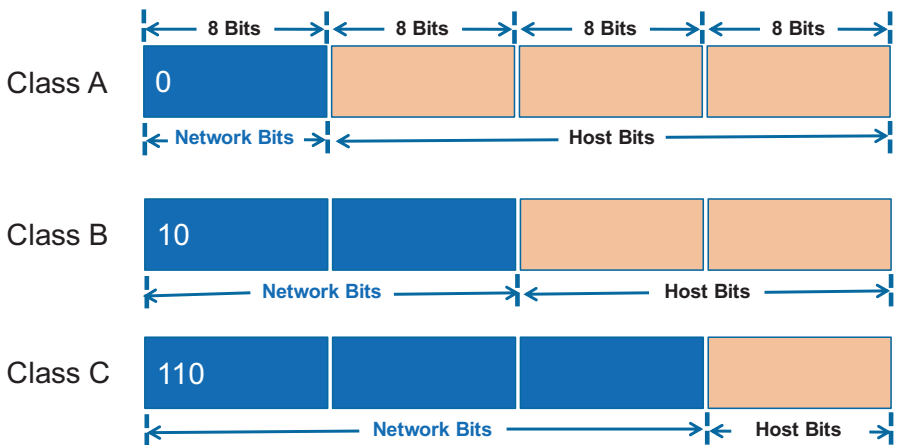 8 Bits 8 Bits 8 Bits 8 Bits
Class A 0
Network Bits Host Bits
Class B 10
Network Bits Host Bits
Class C 110
Network Bits Host Bits